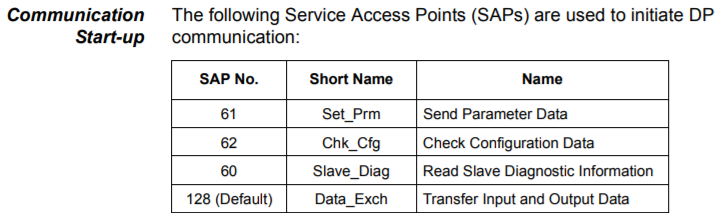 Communication Start-up
The following Service Access Points (SAPs) are used to initiate DP
communication:
SAP No. Short Name Name
61 Set_Prm Send Parameter Data
62 Chk_Cfg Check Configuration Data
60 Slave_Diag Read Slave Diagnostic Information
128 (Default) Data_Exch Transfer Input and Output Data